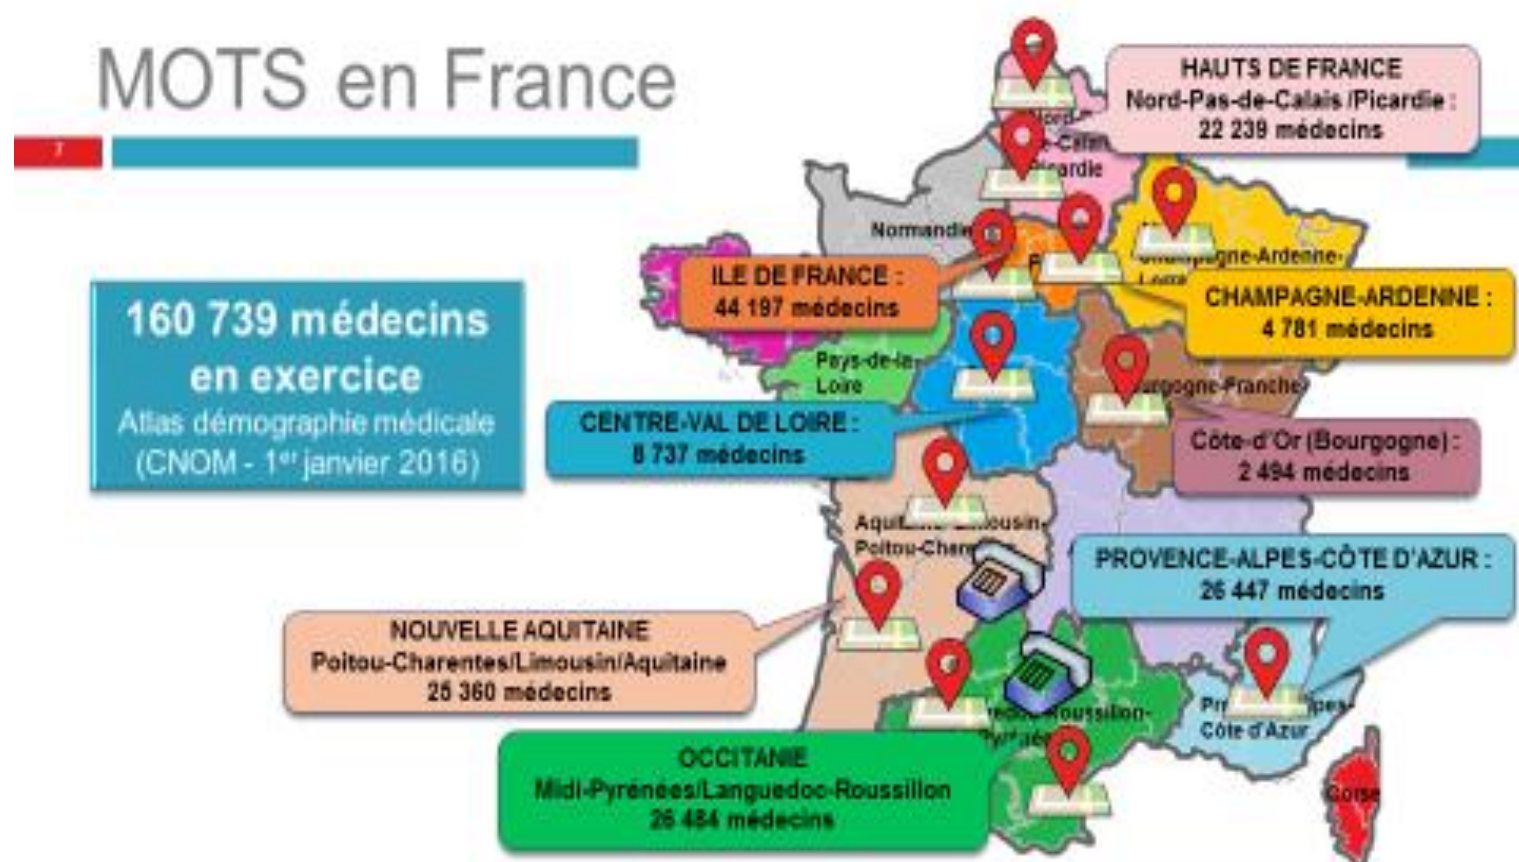 MOTS en France
7
160 739 médecins
en exercice
Atlas démographie médicale
(CNOM - 1er janvier 2016)
HAUTS DE FRANCE
Nord-Pas-de-Calais /Picardie :
22 239 médecins
Normandie
ILE DE FRANCE :
44 197 médecins
CHAMPAGNE-ARDENNE :
4 781 médecins
Pays-de-la-
Loire
CENTRE-VAL DE LOIRE :
8 737 médecins
Côte-d'Or (Bourgogne) :
2 494 médecins
PROVENCE-ALPES-CÔTE D'AZUR :
26 447 médecins
NOUVELLE AQUITAINE
Poitou-Charentes/Limousin/Aquitaine
25 360 médecins
Côte d'Azur
OCCITANIE
Midi-Pyrénées/Languedoc-Roussillon
26 484 médecins
Corse